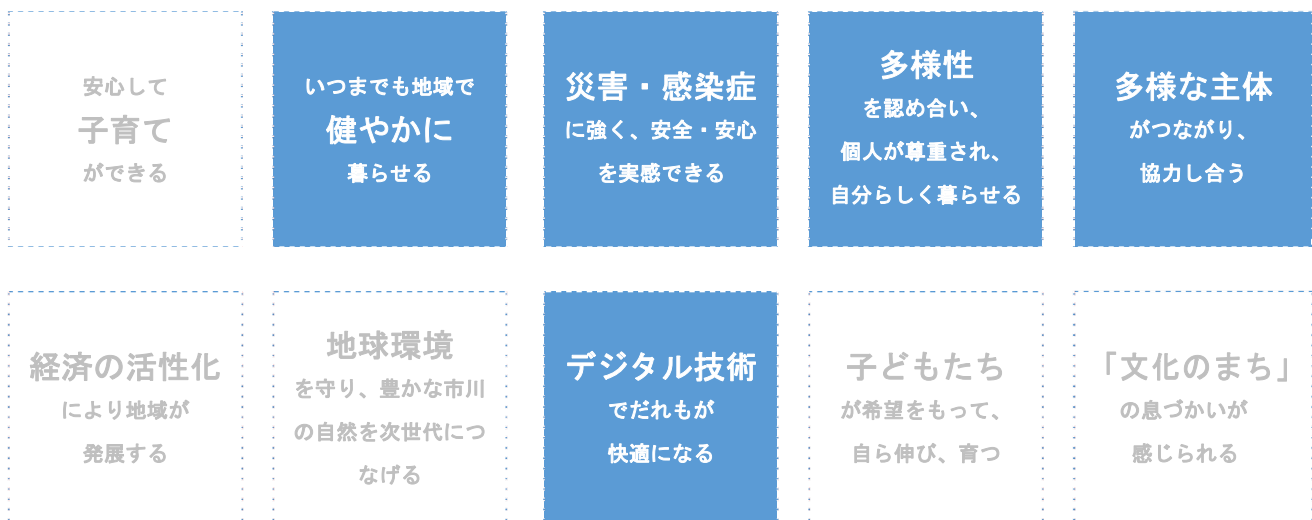 安心して
子育て
ができる
いつまでも地域で
健やかに
暮らせる
災害・感染症
に強く、安全・安心
を実感できる
多様性
を認め合い、
個人が尊重され、
自分らしく暮らせる
多様な主体
がつながり、
協力し合う
経済の活性化
により地域が
発展する
地球環境
を守り、豊かな市川
の自然を次世代につ
なげる
デジタル技術
でだれもが
快適になる
子どもたち
が希望をもって、
自ら伸び、育つ
「文化のまち」
の息づかいが
感じられる